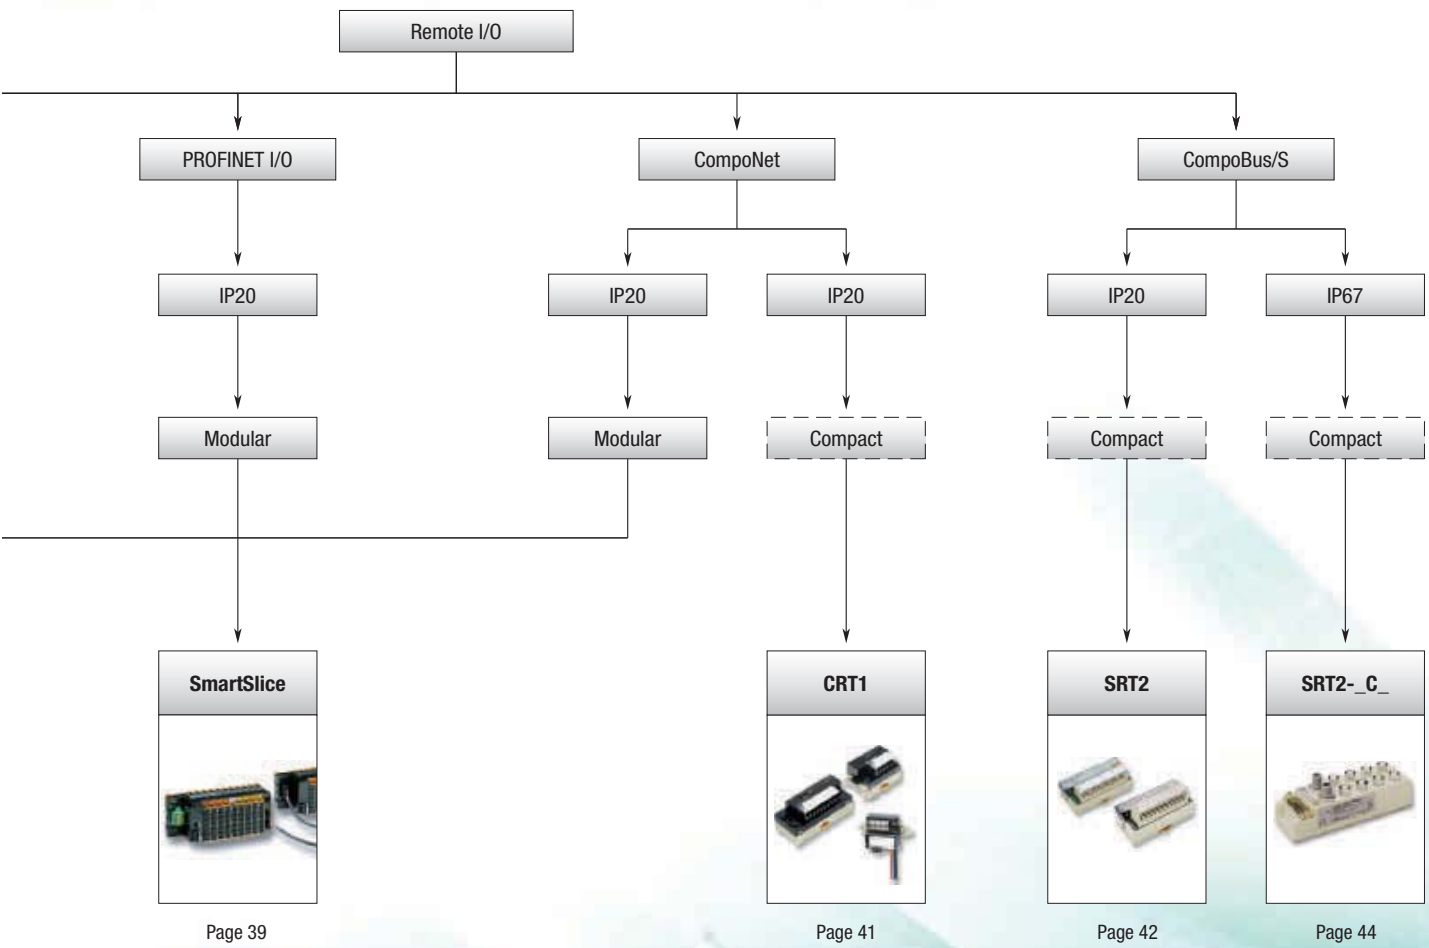 Remote I/O
PROFINET I/O
CompoNet
CompoBus/S
IP20
IP20
IP20
IP20
IP67
Modular
Modular
Compact
Compact
Compact
SmartSlice
CRT1
SRT2
SRT2-_C_
Page 39
Page 41
Page 42
Page 44